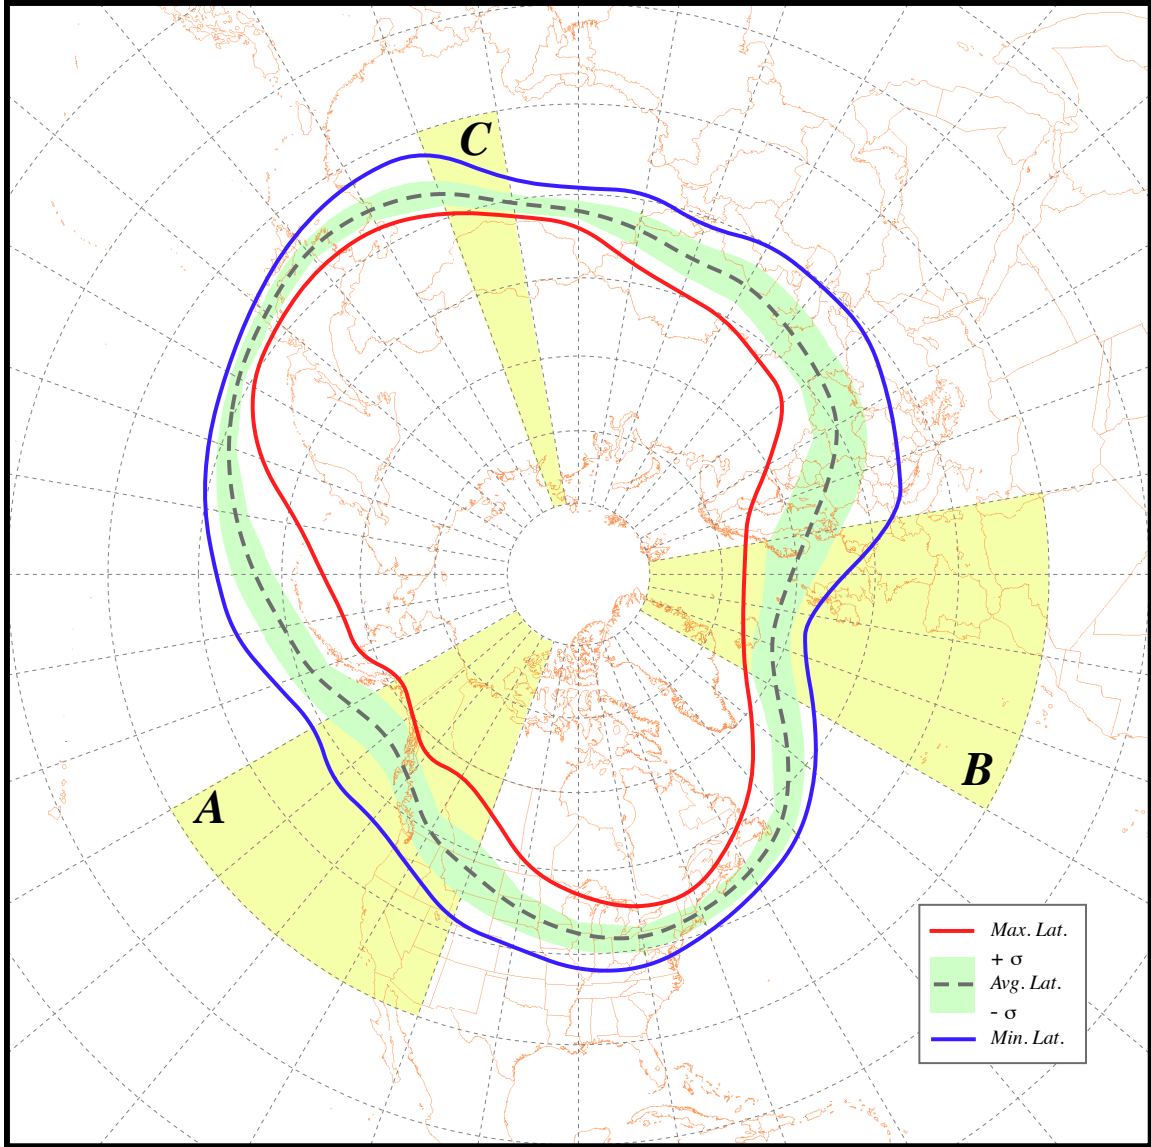 C
A
B
Max. Lat.
+ σ
Avg. Lat.
- σ
Min. Lat.